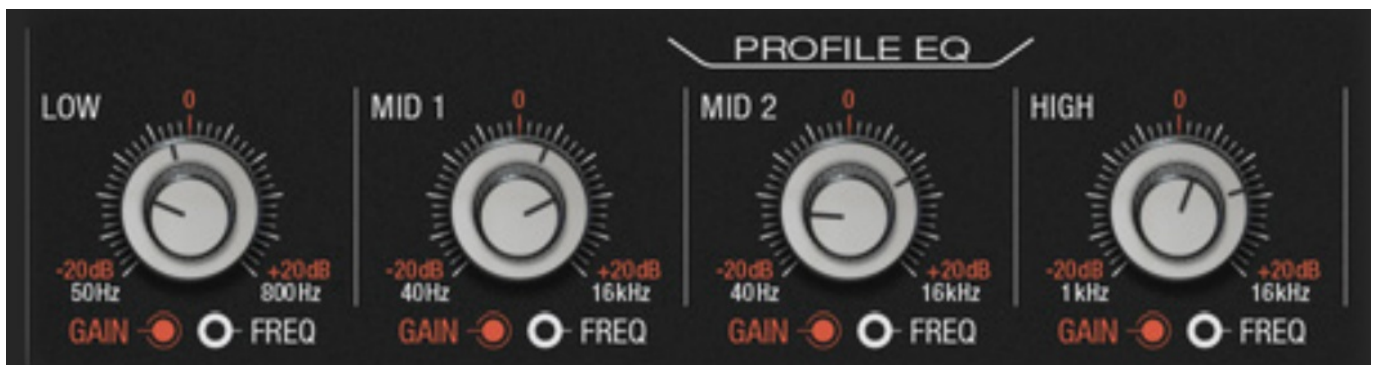 PROFILE EQ
LOW 0 MID 1 0 MID 2 0 HIGH 0
-20dB +20dB -20dB +20dB -20dB +20dB -20dB +20dB
50Hz 800Hz 40Hz 16kHz 40Hz 16kHz 1kHz 16kHz
GAIN FREQ GAIN FREQ GAIN FREQ GAIN FREQ